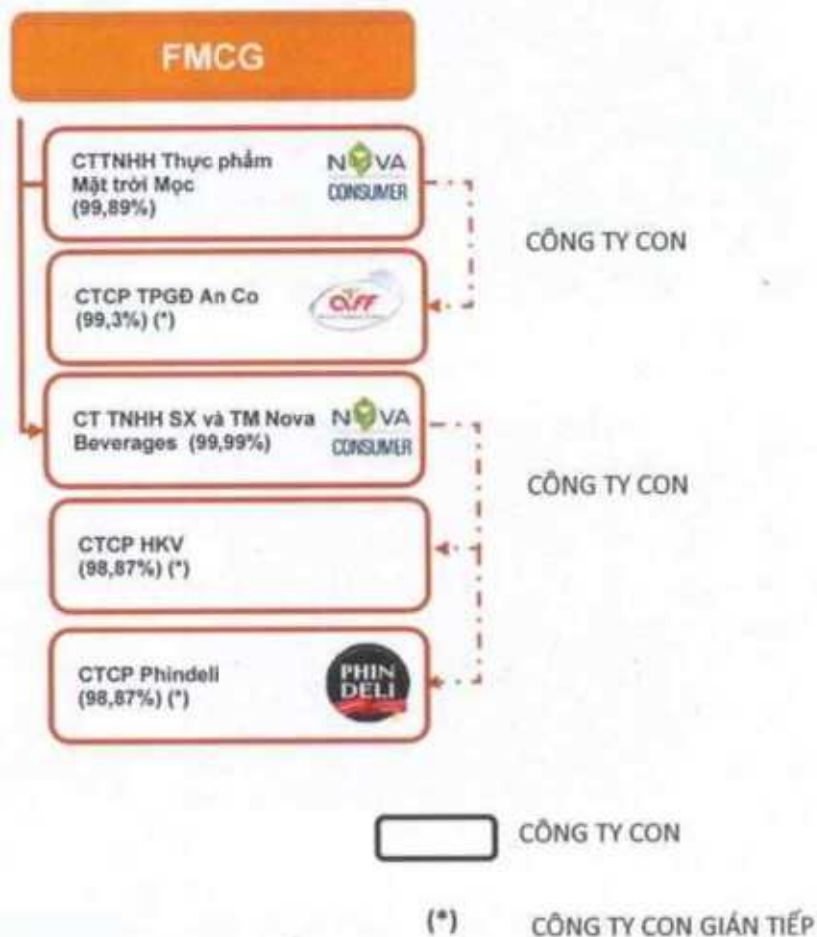 FMCG
CTTNHH Thực phẩm
Mặt trời Mọc
(99,89%)
NOVA
CONSUMER
CÔNG TY CON
CTCP TPGĐ An Co
(99,3%) (*)
aff
CT TNHH SX và TM Nova
Beverages (99,99%)
NOVA
CONSUMER
CÔNG TY CON
CTCP HKV
(98,87%) (*)
CTCP Phindeli
(98,87%) (*)
PHIN
DELI
CÔNG TY CON
(*) CÔNG TY CON GIÁN TIẾP